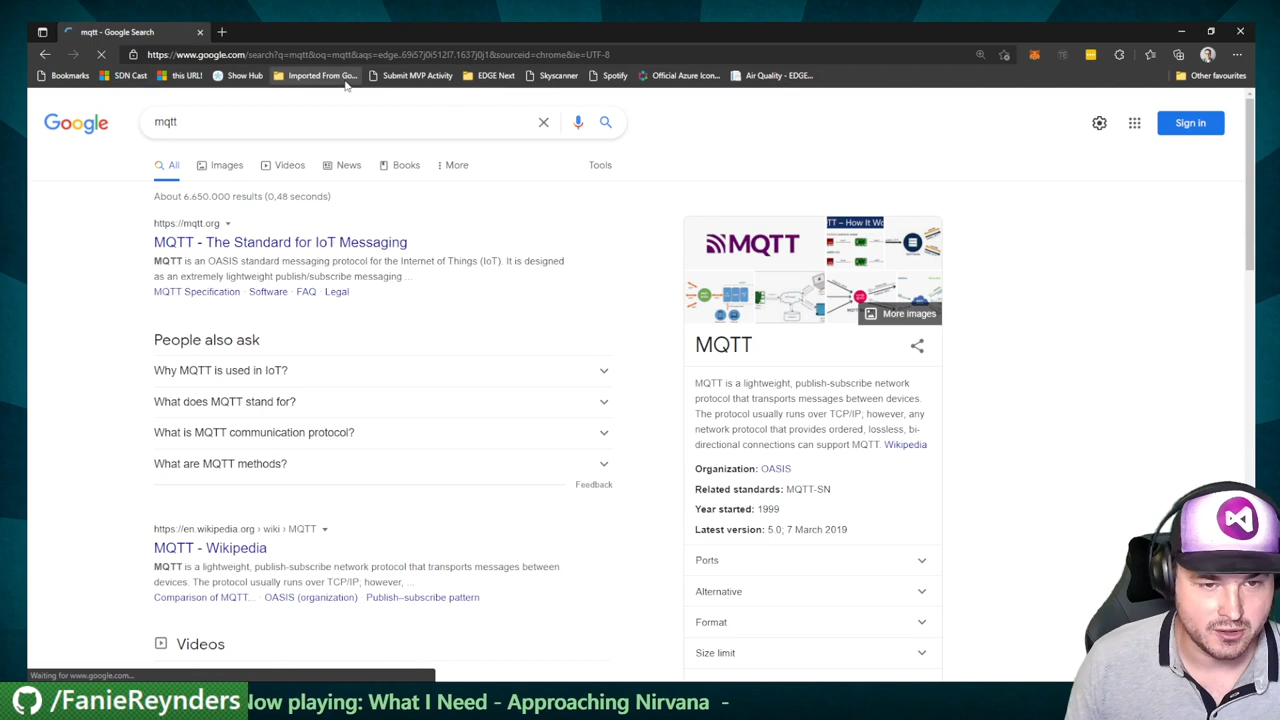 mqtt - Google Search
https://www.google.com/search?q=mqtt&oq=mqtt&aqs=edge..69i57j0i512l7.1637j0j1&sourceid=chrome&ie=UTF-8
Bookmarks SDN Cast this URL! Show Hub Imported From Go... Submit MVP Activity EDGE Next Skyscanner Spotify Official Azure Icon... Air Quality - EDGE... Other favourites
Google mqtt Sign in
All Images Videos News Books More Tools
About 6.650.000 results (0,48 seconds)
https://mqtt.org
MQTT - The Standard for IoT Messaging
MQTT is an OASIS standard messaging protocol for the Internet of Things (IoT). It is designed
as an extremely lightweight publish/subscribe messaging ...
MQTT Specification · Software · FAQ · Legal
People also ask
Why MQTT is used in IoT?
What does MQTT stand for?
What is MQTT communication protocol?
What are MQTT methods?
Feedback
https://en.wikipedia.org › wiki › MQTT
MQTT - Wikipedia
MQTT is a lightweight, publish-subscribe network protocol that transports messages between
devices. The protocol usually runs over TCP/IP; however, ...
Comparison of MQTT... · OASIS (organization) · Publish–subscribe pattern
Videos
MQTT
TT – How It Wo
More images
MQTT
MQTT is a lightweight, publish-subscribe network
protocol that transports messages between devices.
The protocol usually runs over TCP/IP; however, any
network protocol that provides ordered, lossless, bi-
directional connections can support MQTT. Wikipedia
Organization: OASIS
Related standards: MQTT-SN
Year started: 1999
Latest version: 5.0; 7 March 2019
Ports
Alternative
Format
Size limit
Waiting for www.google.com...
/FanieReynders Now playing: What I Need - Approaching Nirvana -